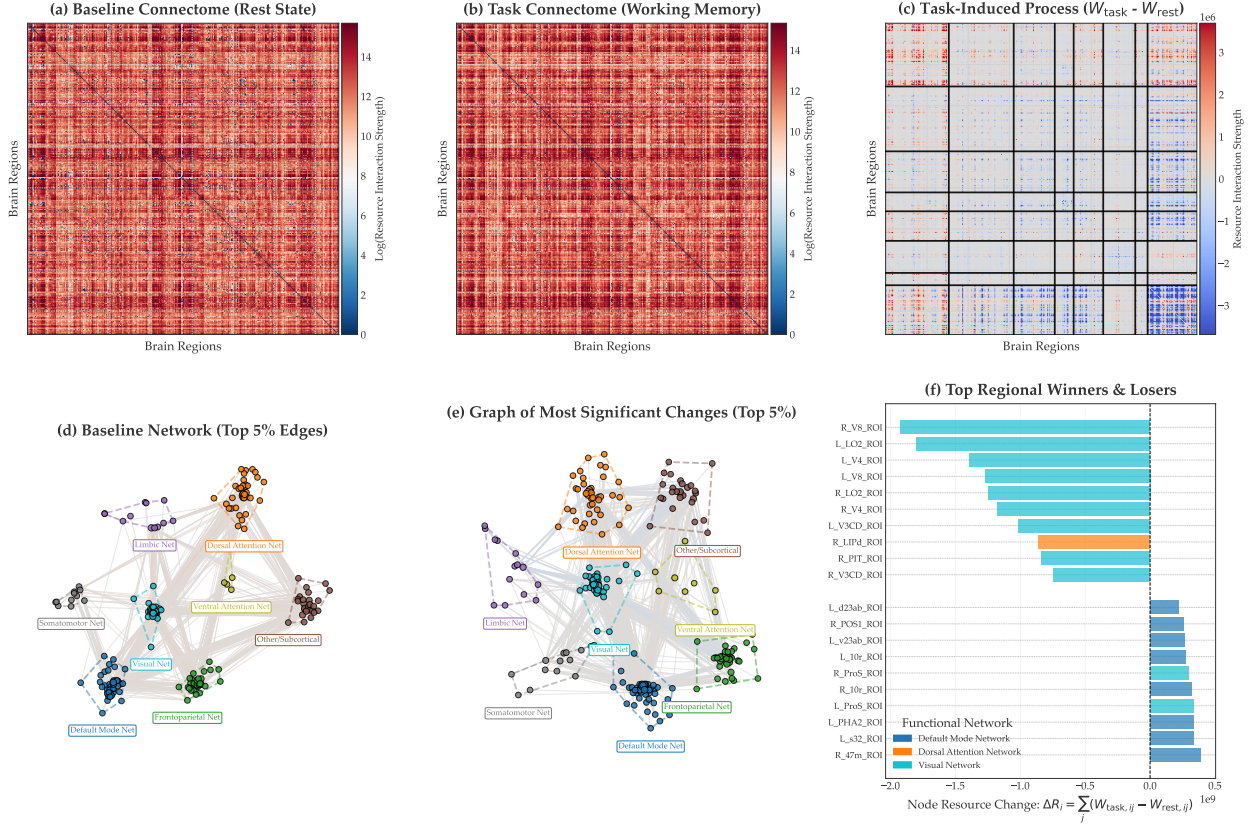 (a) Baseline Connectome (Rest State)
Brain Regions
Brain Regions
14
12
10
8
6
4
2
0
Log(Resource Interaction Strength)
(b) Task Connectome (Working Memory)
Brain Regions
Brain Regions
14
12
10
8
6
4
2
0
Log(Resource Interaction Strength)
(c) Task-Induced Process (W_task - W_rest)
1e6
Brain Regions
Brain Regions
3
2
1
0
−1
−2
−3
Resource Interaction Strength
(d) Baseline Network (Top 5% Edges)
Limbic Net
Dorsal Attention Net
Ventral Attention Net
Somatomotor Net
Other/Subcortical
Visual Net
Frontoparietal Net
Default Mode Net
(e) Graph of Most Significant Changes (Top 5%)
Dorsal Attention Net
Other/Subcortical
Limbic Net
Ventral Attention Net
Visual Net
Frontoparietal Net
Somatomotor Net
Default Mode Net
(f) Top Regional Winners & Losers
R_V8_ROI
L_LO2_ROI
L_V4_ROI
L_V8_ROI
R_LO2_ROI
R_V4_ROI
L_V3CD_ROI
R_LIPd_ROI
R_PIT_ROI
R_V3CD_ROI
L_d23ab_ROI
R_POS1_ROI
L_v23ab_ROI
L_10r_ROI
R_ProS_ROI
R_10r_ROI
L_ProS_ROI
L_PHA2_ROI
L_s32_ROI
R_47m_ROI
Functional Network
Default Mode Network
Dorsal Attention Network
Visual Network
−2.0 −1.5 −1.0 −0.5 0.0 0.5
1e9
Node Resource Change: ΔR_i = ∑_j (W_task, ij − W_rest, ij)